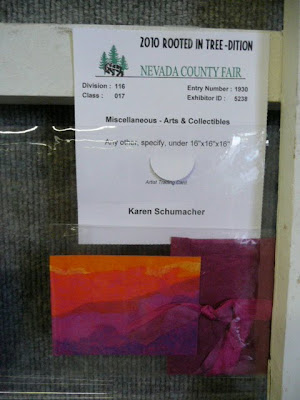 2010 ROOTED IN TREE-DITION
NEVADA COUNTY FAIR
Division : 116 Entry Number : 1930
Class : 017 Exhibitor ID : 5238
Miscellaneous - Arts & Collectibles
Any other, specify, under 16"x16"x16"
Artist Trading Card
Karen Schumacher